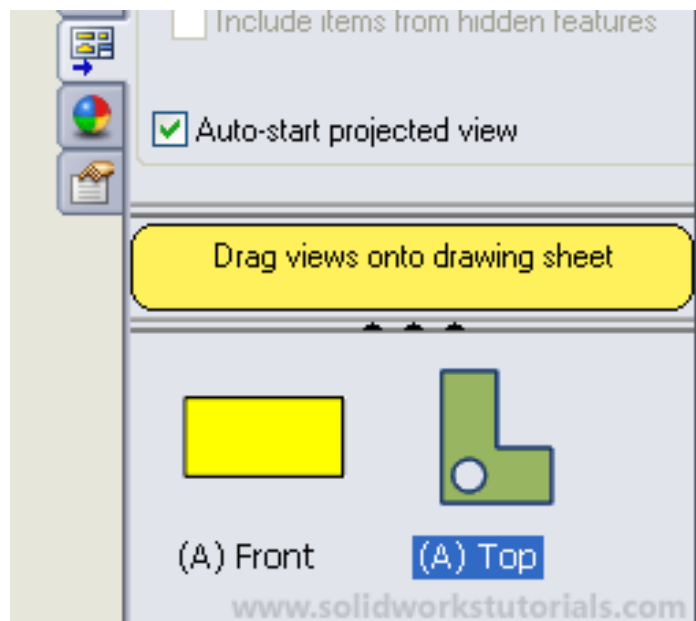 Include items from hidden features
Auto-start projected view
Drag views onto drawing sheet
(A) Front (A) Top
www.solidworkstutorials.com